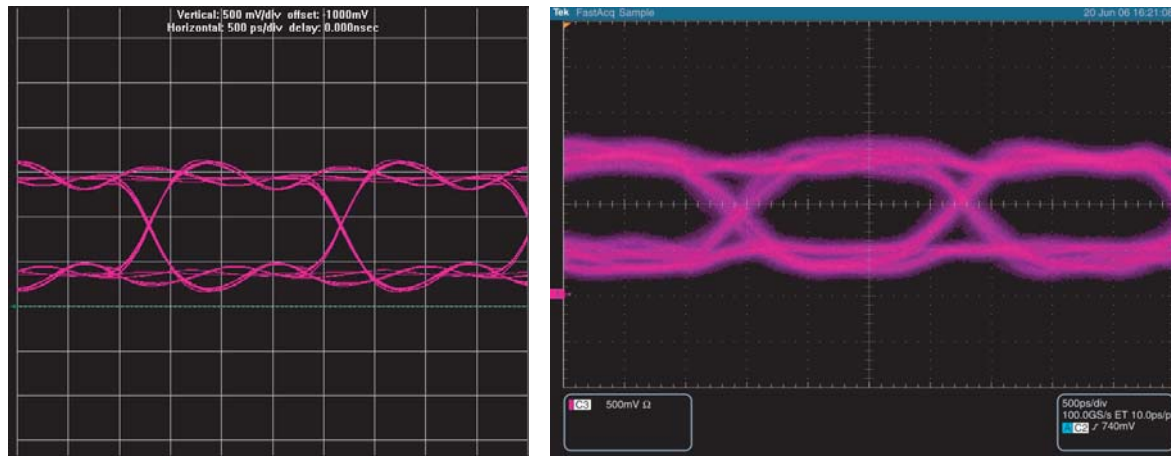 Vertical: 500 mV/div offset: -1000mV
Horizontal: 500 ps/div delay: 0.000nsec
Tek FastAcq Sample
20 Jun 06 16:21:08
C3 500mV Ω
500ps/div
100.0GS/s ET 10.0ps/p
A C2 ∕ 740mV